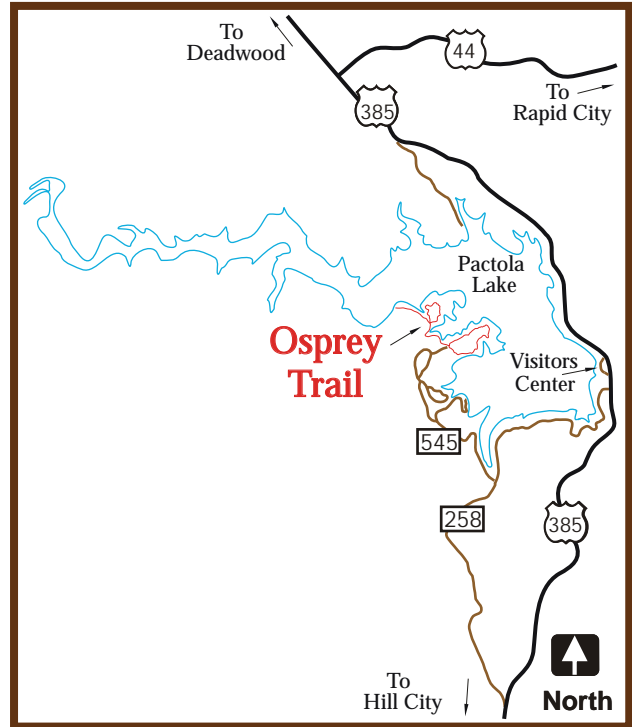 To
Deadwood
44
To
Rapid City
385
Pactola
Lake
Osprey
Trail
Visitors
Center
545
258
385
To
Hill City
North